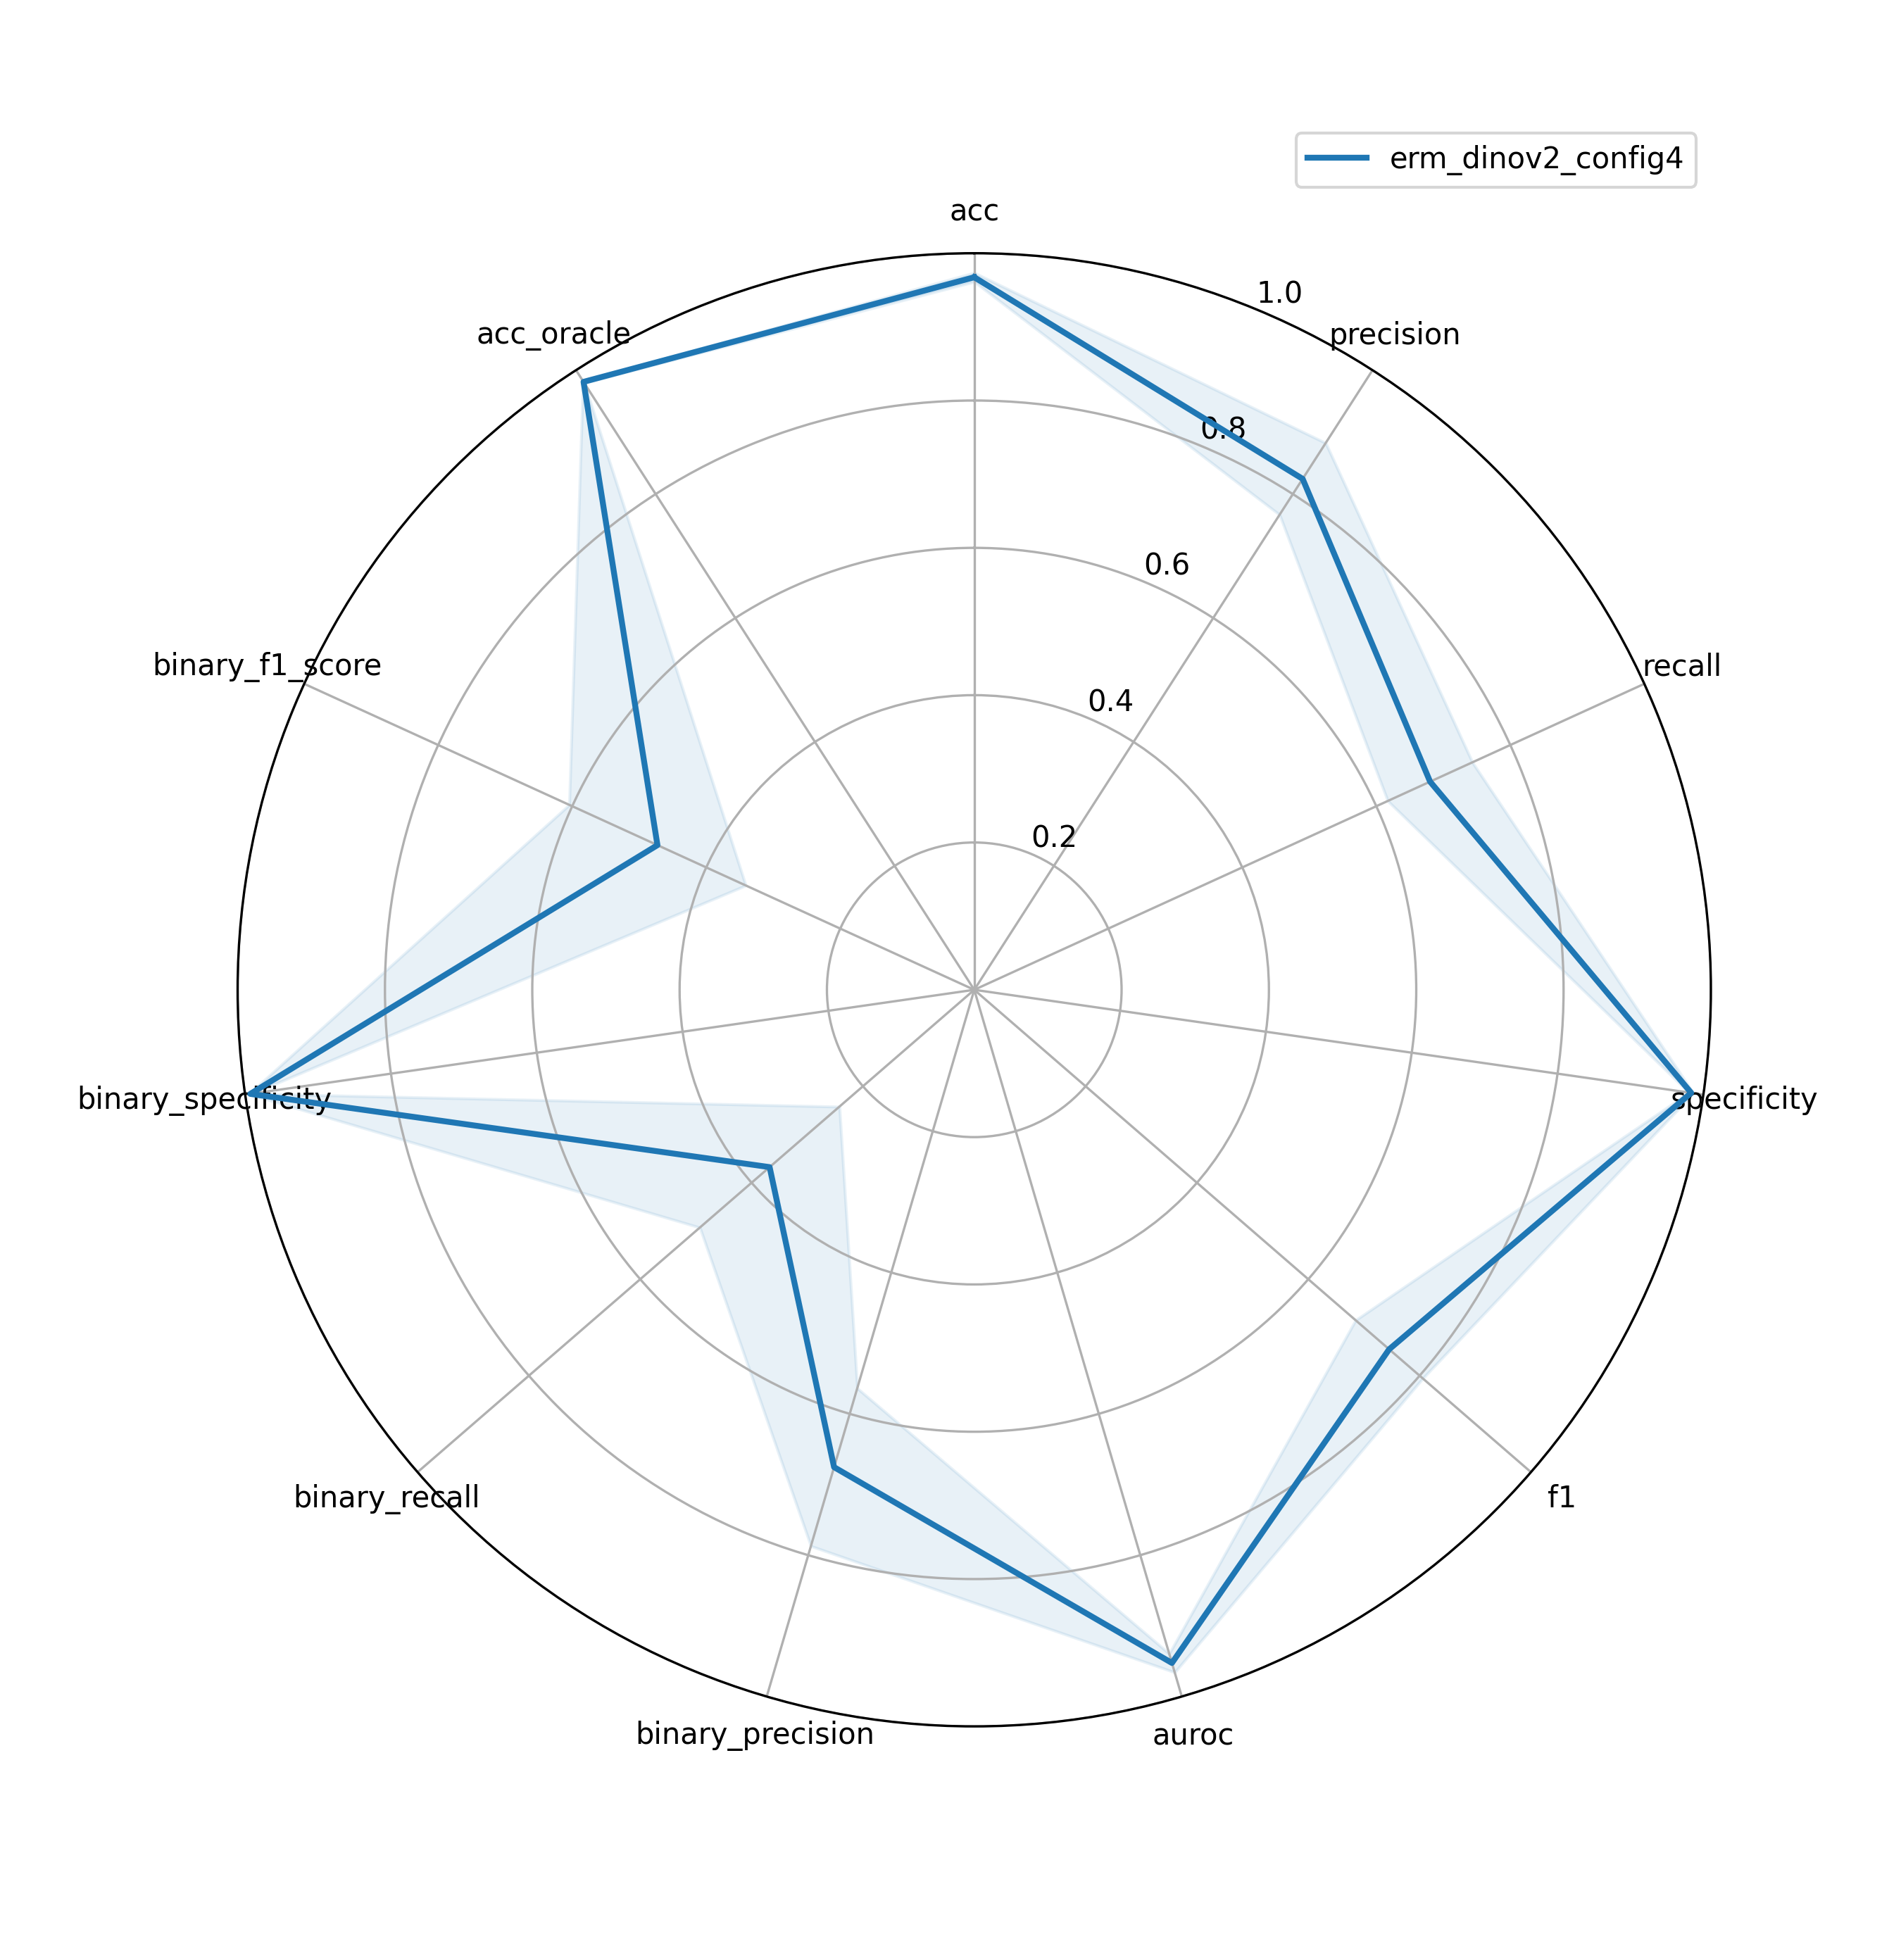 erm_dinov2_config4
acc
1.0
acc_oracle
precision
0.8
0.6
binary_f1_score
recall
0.4
0.2
binary_specificity
specificity
binary_recall
f1
binary_precision
auroc